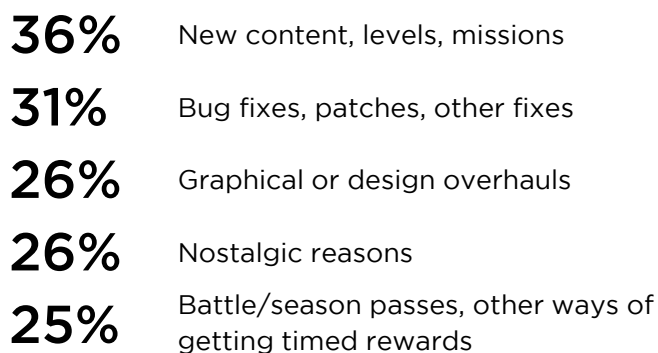 36% New content, levels, missions
31% Bug fixes, patches, other fixes
26% Graphical or design overhauls
26% Nostalgic reasons
25% Battle/season passes, other ways of
getting timed rewards